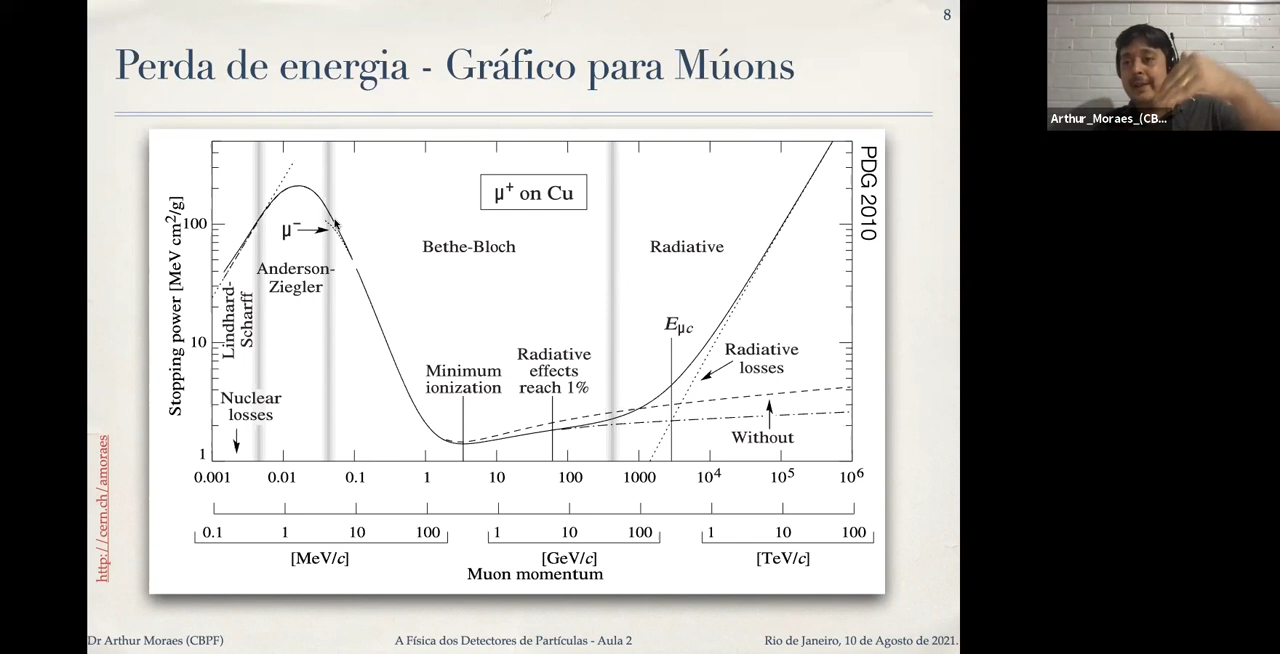 8
Perda de energia - Gráfico para Múons
Arthur_Moraes_(CB...
PDG 2010
μ⁺ on Cu
Stopping power [MeV cm²/g]
100
10
1
μ⁻
Anderson-
Ziegler
Lindhard-
Scharff
Bethe-Bloch
Radiative
Eμc
Radiative
effects
reach 1%
Minimum
ionization
Radiative
losses
Nuclear
losses
Without
0.001 0.01 0.1 1 10 100 1000 10⁴ 10⁵ 10⁶
0.1 1 10 100 1 10 100 1 10 100
[MeV/c] [GeV/c] [TeV/c]
Muon momentum
http://cern.ch/amoraes
Dr Arthur Moraes (CBPF) A Física dos Detectores de Partículas - Aula 2 Rio de Janeiro, 10 de Agosto de 2021.